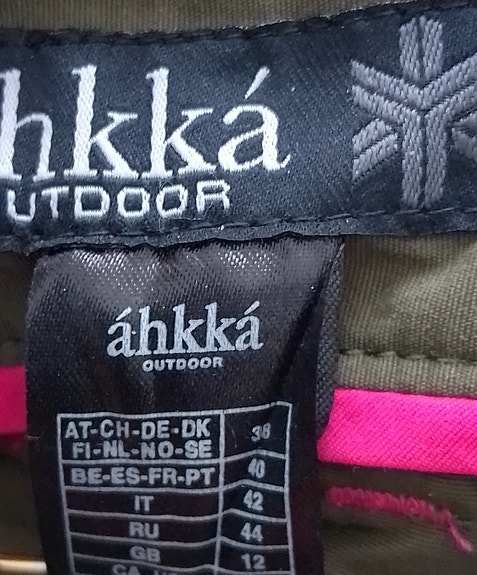 hkká
UTDOOR
áhkká
OUTDOOR
AT-CH-DE-DK
FI-NL-NO-SE 38
BE-ES-FR-PT 40
IT 42
RU 44
GB 12